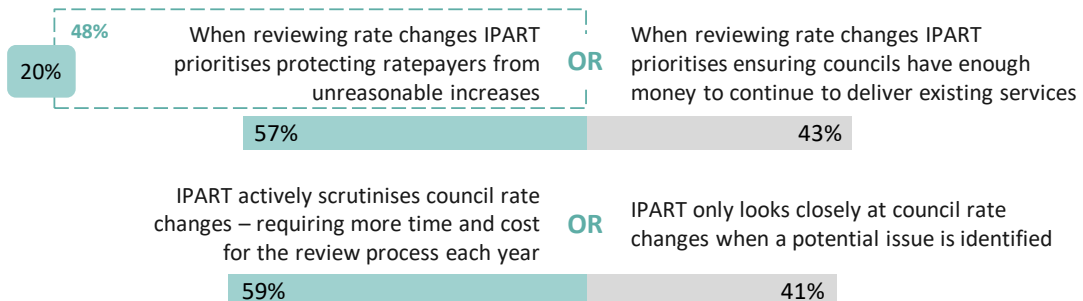 48%
20%
When reviewing rate changes IPART
prioritises protecting ratepayers from
unreasonable increases
OR
When reviewing rate changes IPART
prioritises ensuring councils have enough
money to continue to deliver existing services
57%
43%
IPART actively scrutinises council rate
changes – requiring more time and cost
for the review process each year
OR
IPART only looks closely at council rate
changes when a potential issue is identified
59%
41%